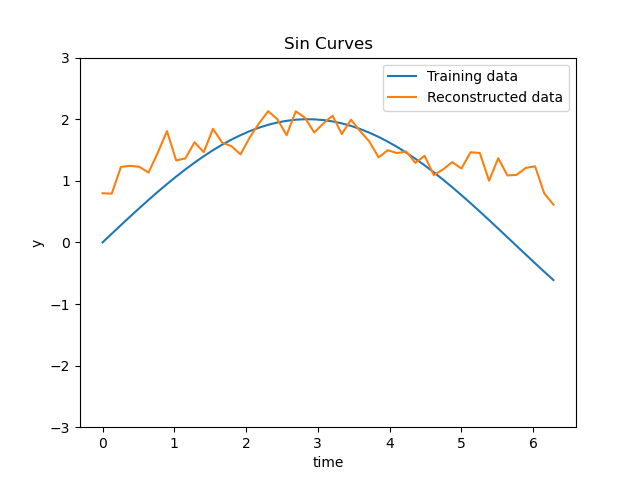 Sin Curves
Training data
Reconstructed data
3
2
1
0
−1
−2
−3
y
0 1 2 3 4 5 6
time